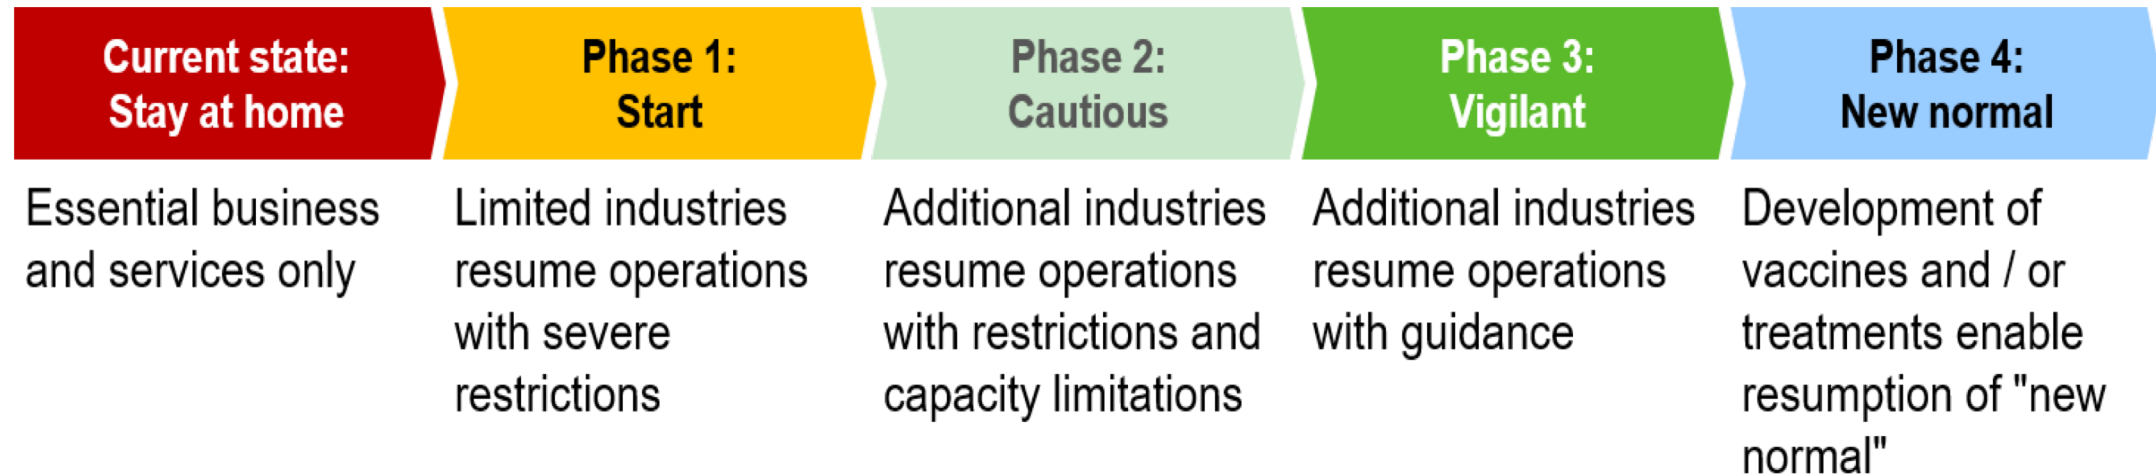 Current state:
Stay at home
Essential business
and services only
Phase 1:
Start
Limited industries
resume operations
with severe
restrictions
Phase 2:
Cautious
Additional industries
resume operations
with restrictions and
capacity limitations
Phase 3:
Vigilant
Additional industries
resume operations
with guidance
Phase 4:
New normal
Development of
vaccines and / or
treatments enable
resumption of "new
normal"